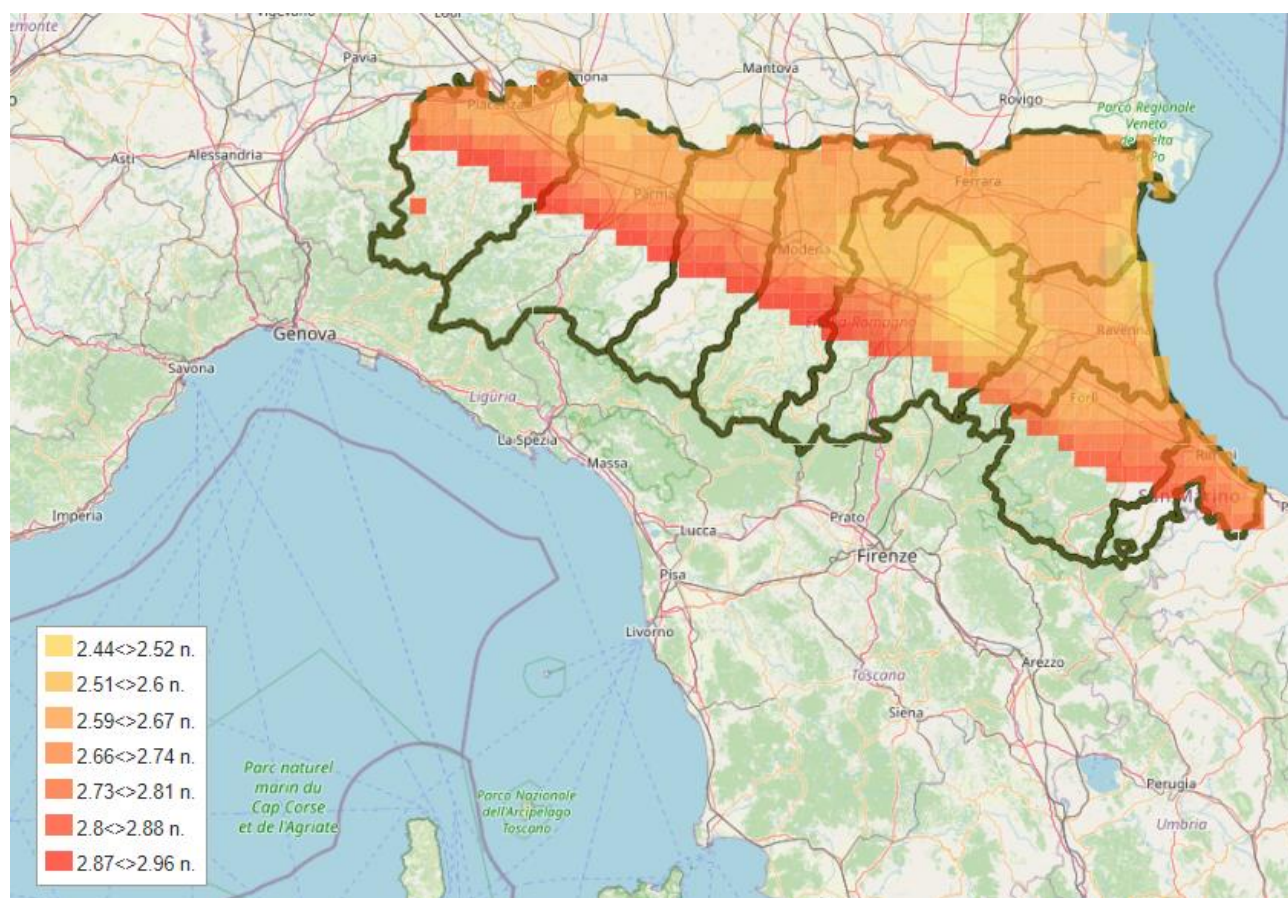 Pavia
Mantova
Rovigo
Parco Regionale
Veneto
Asti
Alessandria
Piacenza
Parma
Ferrara
Modena
Genova
Savona
Ravenna
Liguria
Forlì
La Spezia
Massa
Imperia
San Marino
Prato
Lucca
Firenze
Pisa
Livorno
Arezzo
Toscana
Siena
Perugia
Umbria
Parc naturel
marin du
Cap Corse
et de l'Agriate
Parco Nazionale
dell'Arcipelago
Toscano
2.44<>2.52 n.
2.51<>2.6 n.
2.59<>2.67 n.
2.66<>2.74 n.
2.73<>2.81 n.
2.8<>2.88 n.
2.87<>2.96 n.